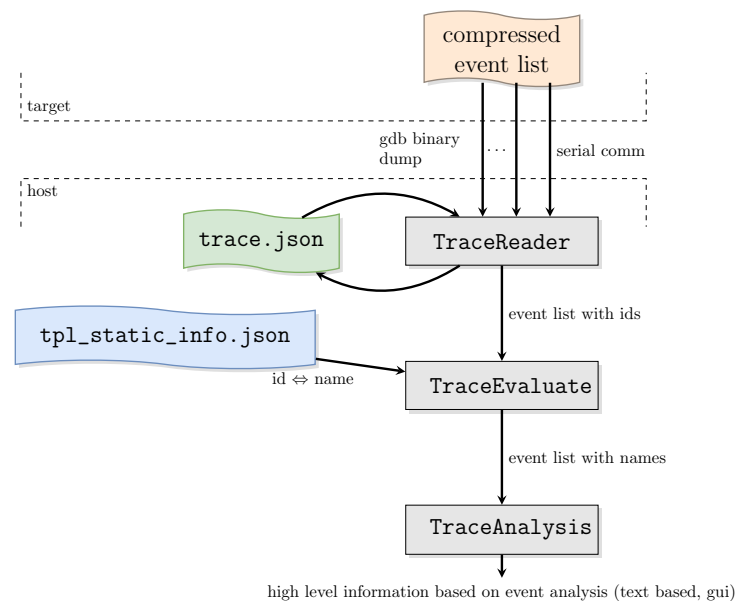 compressed
event list
target
gdb binary
dump
...
serial comm
host
trace.json
TraceReader
event list with ids
tpl_static_info.json
id ⇔ name
TraceEvaluate
event list with names
TraceAnalysis
high level information based on event analysis (text based, gui)